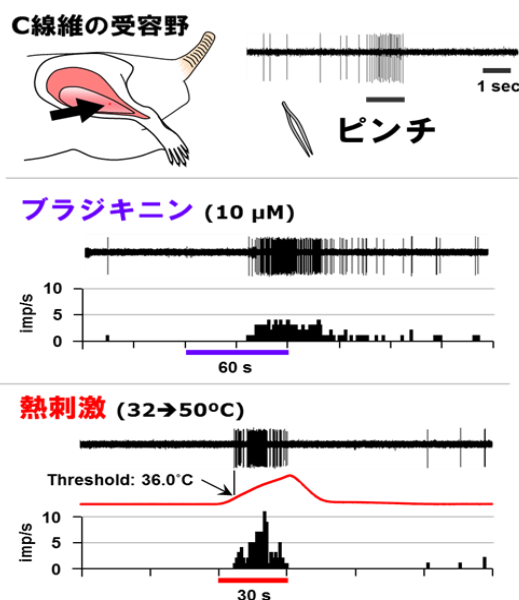 C線維の受容野
1 sec
ピンチ
ブラジキニン (10 μM)
imp/s
10
5
0
60 s
熱刺激 (32➔50ºC)
Threshold: 36.0˚C
imp/s
10
5
0
30 s